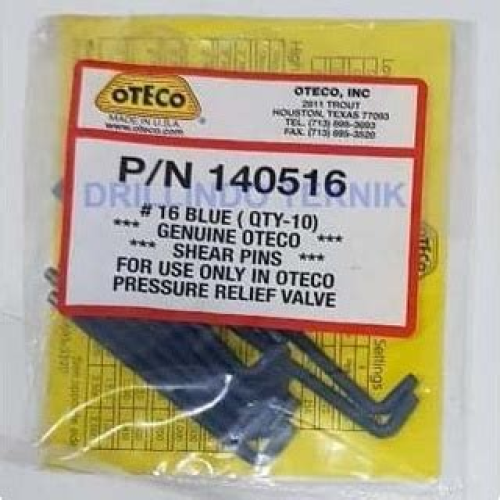 OTECO
MADE IN U.S.A.
www.oteco.com
OTECO, INC
2811 TROUT
HOUSTON, TEXAS 77093
TEL. (713) 695-3693
FAX. (713) 695-3520
P/N 140516
DRILLINDO TEKNIK
# 16 BLUE ( QTY-10)
*** GENUINE OTECO ***
*** SHEAR PINS ***
FOR USE ONLY IN OTECO
PRESSURE RELIEF VALVE
OTECO
Settings